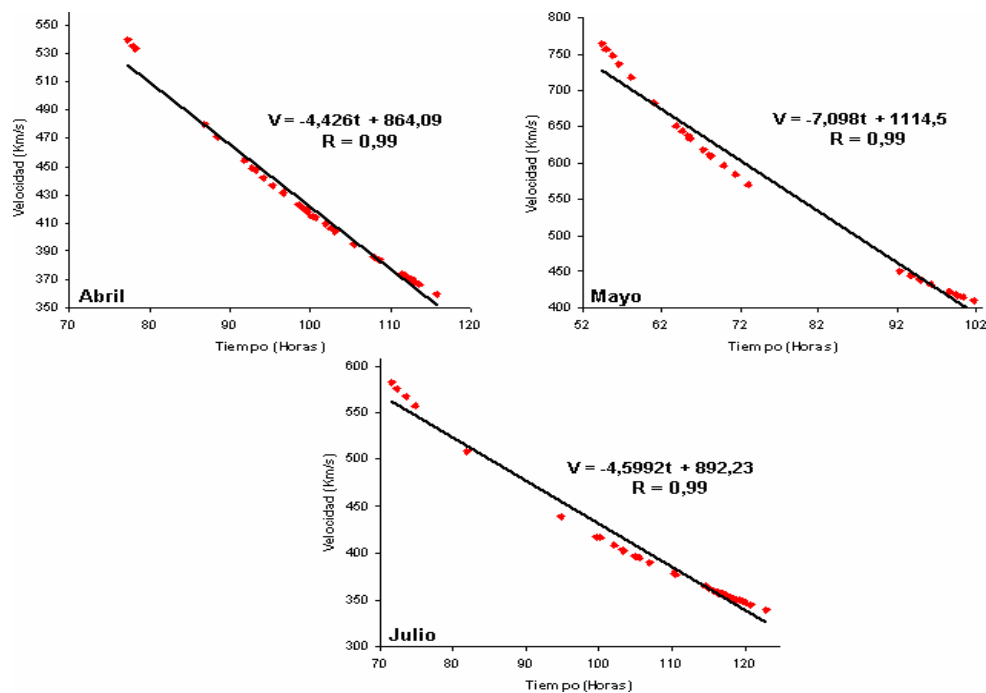 Velocidad (Km/s)
550
530
510
490
470
450
430
410
390
370
350
V = -4,426t + 864,09
R = 0,99
Abril
70 80 90 100 110 120
Tiempo (Horas)
Velocidad (Km/s)
800
750
700
650
600
550
500
450
400
V = -7,098t + 1114,5
R = 0,99
Mayo
52 62 72 82 92 102
Tiempo (Horas)
Velocidad (Km/s)
600
550
500
450
400
350
300
V = -4,5992t + 892,23
R = 0,99
Julio
70 80 90 100 110 120
Tiempo (Horas)